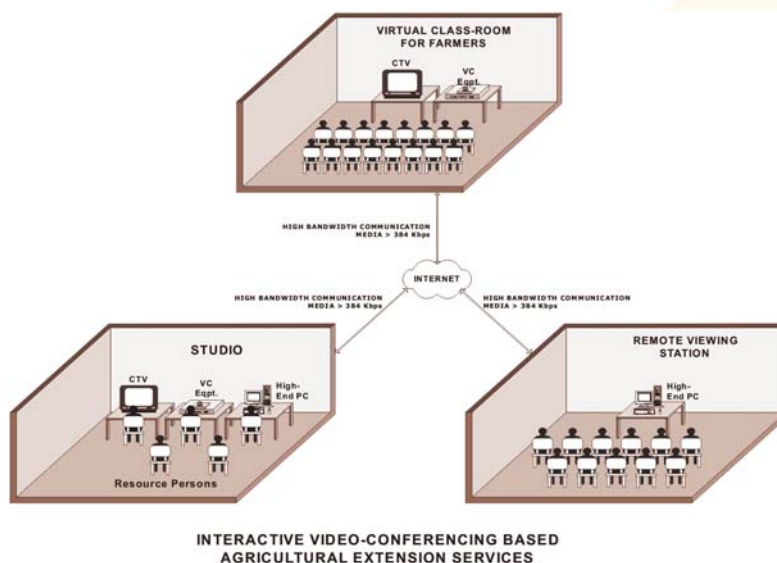 VIRTUAL CLASS-ROOM
FOR FARMERS
CTV
VC
Eqpt.
HIGH BANDWIDTH COMMUNICATION
MEDIA > 384 Kbps
INTERNET
HIGH BANDWIDTH COMMUNICATION
MEDIA > 384 Kbps
HIGH BANDWIDTH COMMUNICATION
MEDIA > 384 Kbps
STUDIO
CTV
VC
Eqpt.
High-
End PC
Resource Persons
REMOTE VIEWING
STATION
High-
End PC
INTERACTIVE VIDEO-CONFERENCING BASED
AGRICULTURAL EXTENSION SERVICES